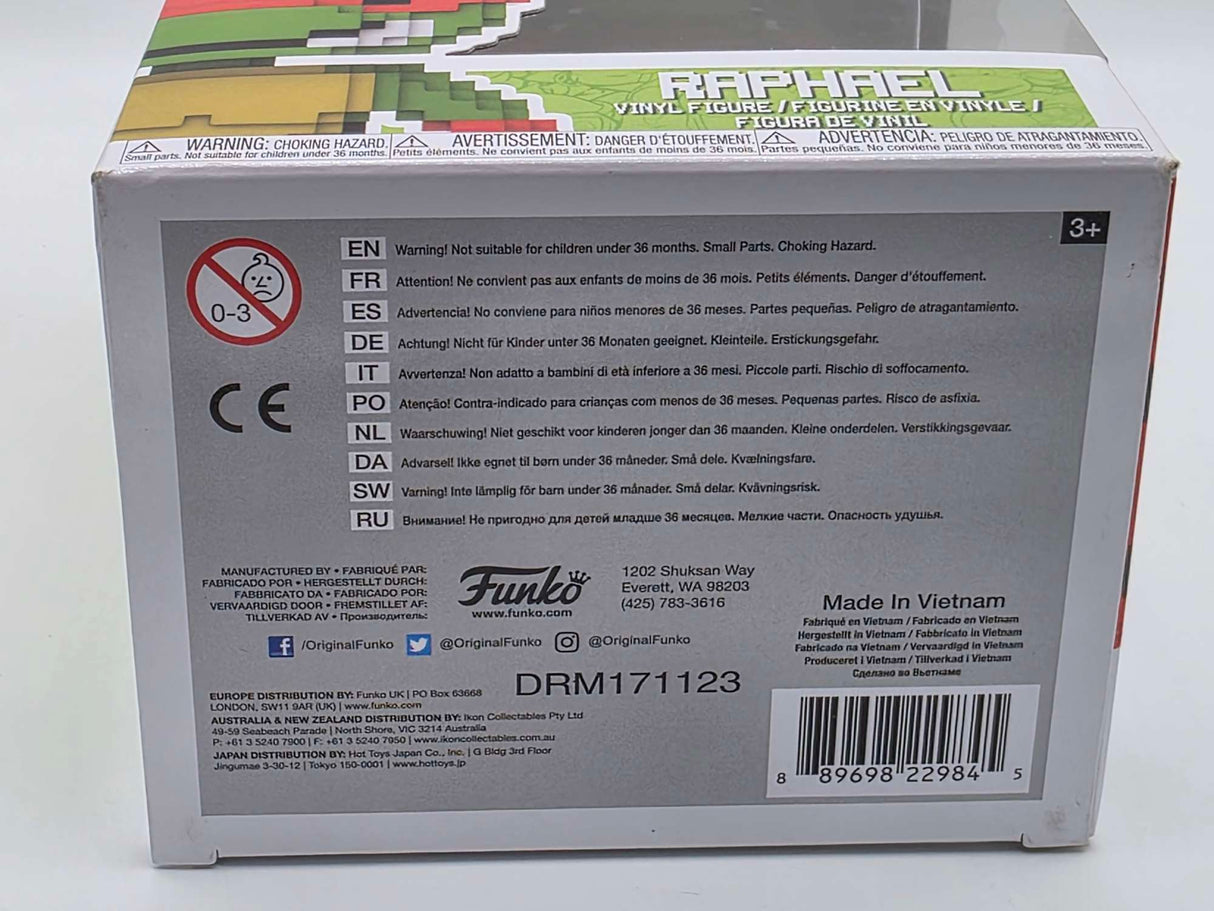 RAPHAEL
VINYL FIGURE / FIGURINE EN VINYLE /
FIGURA DE VINIL
WARNING: CHOKING HAZARD.
Small parts. Not suitable for children under 36 months.
AVERTISSEMENT: DANGER D'ÉTOUFFEMENT.
Petits éléments. Ne convient pas aux enfants de moins de 36 mois.
ADVERTENCIA: PELIGRO DE ATRAGANTAMIENTO.
Partes pequeñas. No conviene para niños menores de 36 meses
3+
0-3
EN Warning! Not suitable for children under 36 months. Small Parts. Choking Hazard.
FR Attention! Ne convient pas aux enfants de moins de 36 mois. Petits éléments. Danger d'étouffement.
ES Advertencia! No conviene para niños menores de 36 meses. Partes pequeñas. Peligro de atragantamiento.
DE Achtung! Nicht für Kinder unter 36 Monaten geeignet. Kleinteile. Erstickungsgefahr.
IT Avvertenza! Non adatto a bambini di età inferiore a 36 mesi. Piccole parti. Rischio di soffocamento.
PO Atenção! Contra-indicado para crianças com menos de 36 meses. Pequenas partes. Risco de asfixia.
NL Waarschuwing! Niet geschikt voor kinderen jonger dan 36 maanden. Kleine onderdelen. Verstikkingsgevaar.
DA Advarsel! Ikke egnet til børn under 36 måneder. Små dele. Kvælningsfare.
SW Varning! Inte lämplig för barn under 36 månader. Små delar. Kvävningsrisk.
RU Внимание! Не пригодно для детей младше 36 месяцев. Мелкие части. Опасность удушья.
CE
MANUFACTURED BY • FABRIQUÉ PAR:
FABRICADO POR • HERGESTELLT DURCH:
FABBRICATO DA • FABRICADO POR:
VERVAARDIGD DOOR • FREMSTILLET AF:
TILLVERKAD AV • Производитель:
Funko
www.funko.com
1202 Shuksan Way
Everett, WA 98203
(425) 783-3616
f /OriginalFunko @OriginalFunko @OriginalFunko
Made In Vietnam
Fabriqué en Vietnam / Fabricado en Vietnam
Hergestellt in Vietnam / Fabbricato in Vietnam
Fabricado na Vietnam / Vervaardigd in Vietnam
Produceret i Vietnam / Tillverkad i Vietnam
Сделано во Вьетнаме
DRM171123
EUROPE DISTRIBUTION BY: Funko UK | PO Box 63668
LONDON, SW11 9AR (UK) | www.funko.com
AUSTRALIA & NEW ZEALAND DISTRIBUTION BY: Ikon Collectables Pty Ltd
49-59 Seabeach Parade | North Shore, VIC 3214 Australia
P: +61 3 5240 7900 | F: +61 3 5240 7950 | www.ikoncollectables.com.au
JAPAN DISTRIBUTION BY: Hot Toys Japan Co., Inc. | G Bldg 3rd Floor
Jingumae 3-30-12 | Tokyo 150-0001 | www.hottoys.jp
8 89698 22984 5